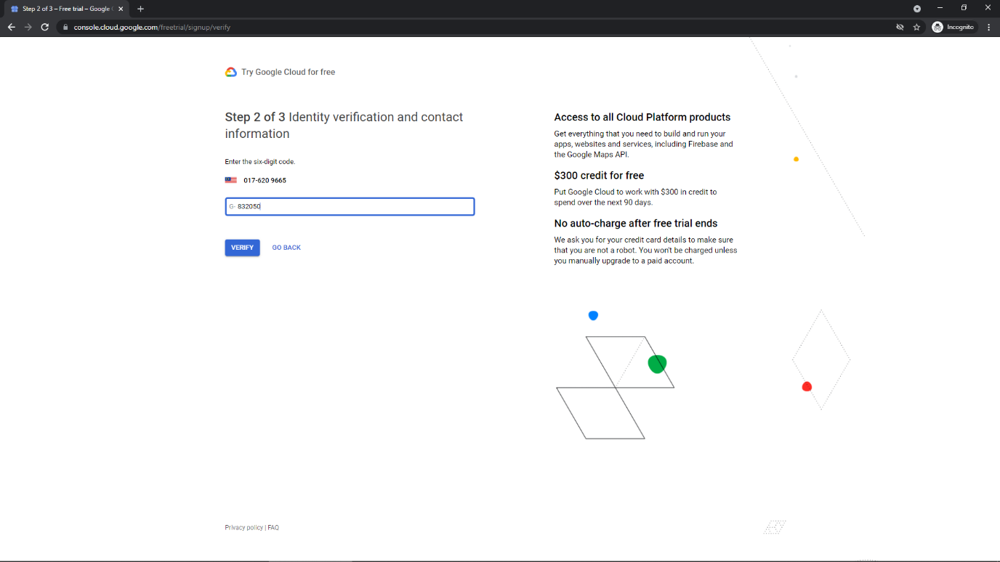 Step 2 of 3 – Free trial – Google
console.cloud.google.com/freetrial/signup/verify
Incognito
Try Google Cloud for free
Step 2 of 3 Identity verification and contact
information
Enter the six-digit code.
017-620 9665
G- 832050
VERIFY
GO BACK
Access to all Cloud Platform products
Get everything that you need to build and run your
apps, websites and services, including Firebase and
the Google Maps API.
$300 credit for free
Put Google Cloud to work with $300 in credit to
spend over the next 90 days.
No auto-charge after free trial ends
We ask you for your credit card details to make sure
that you are not a robot. You won't be charged unless
you manually upgrade to a paid account.
Privacy policy | FAQ